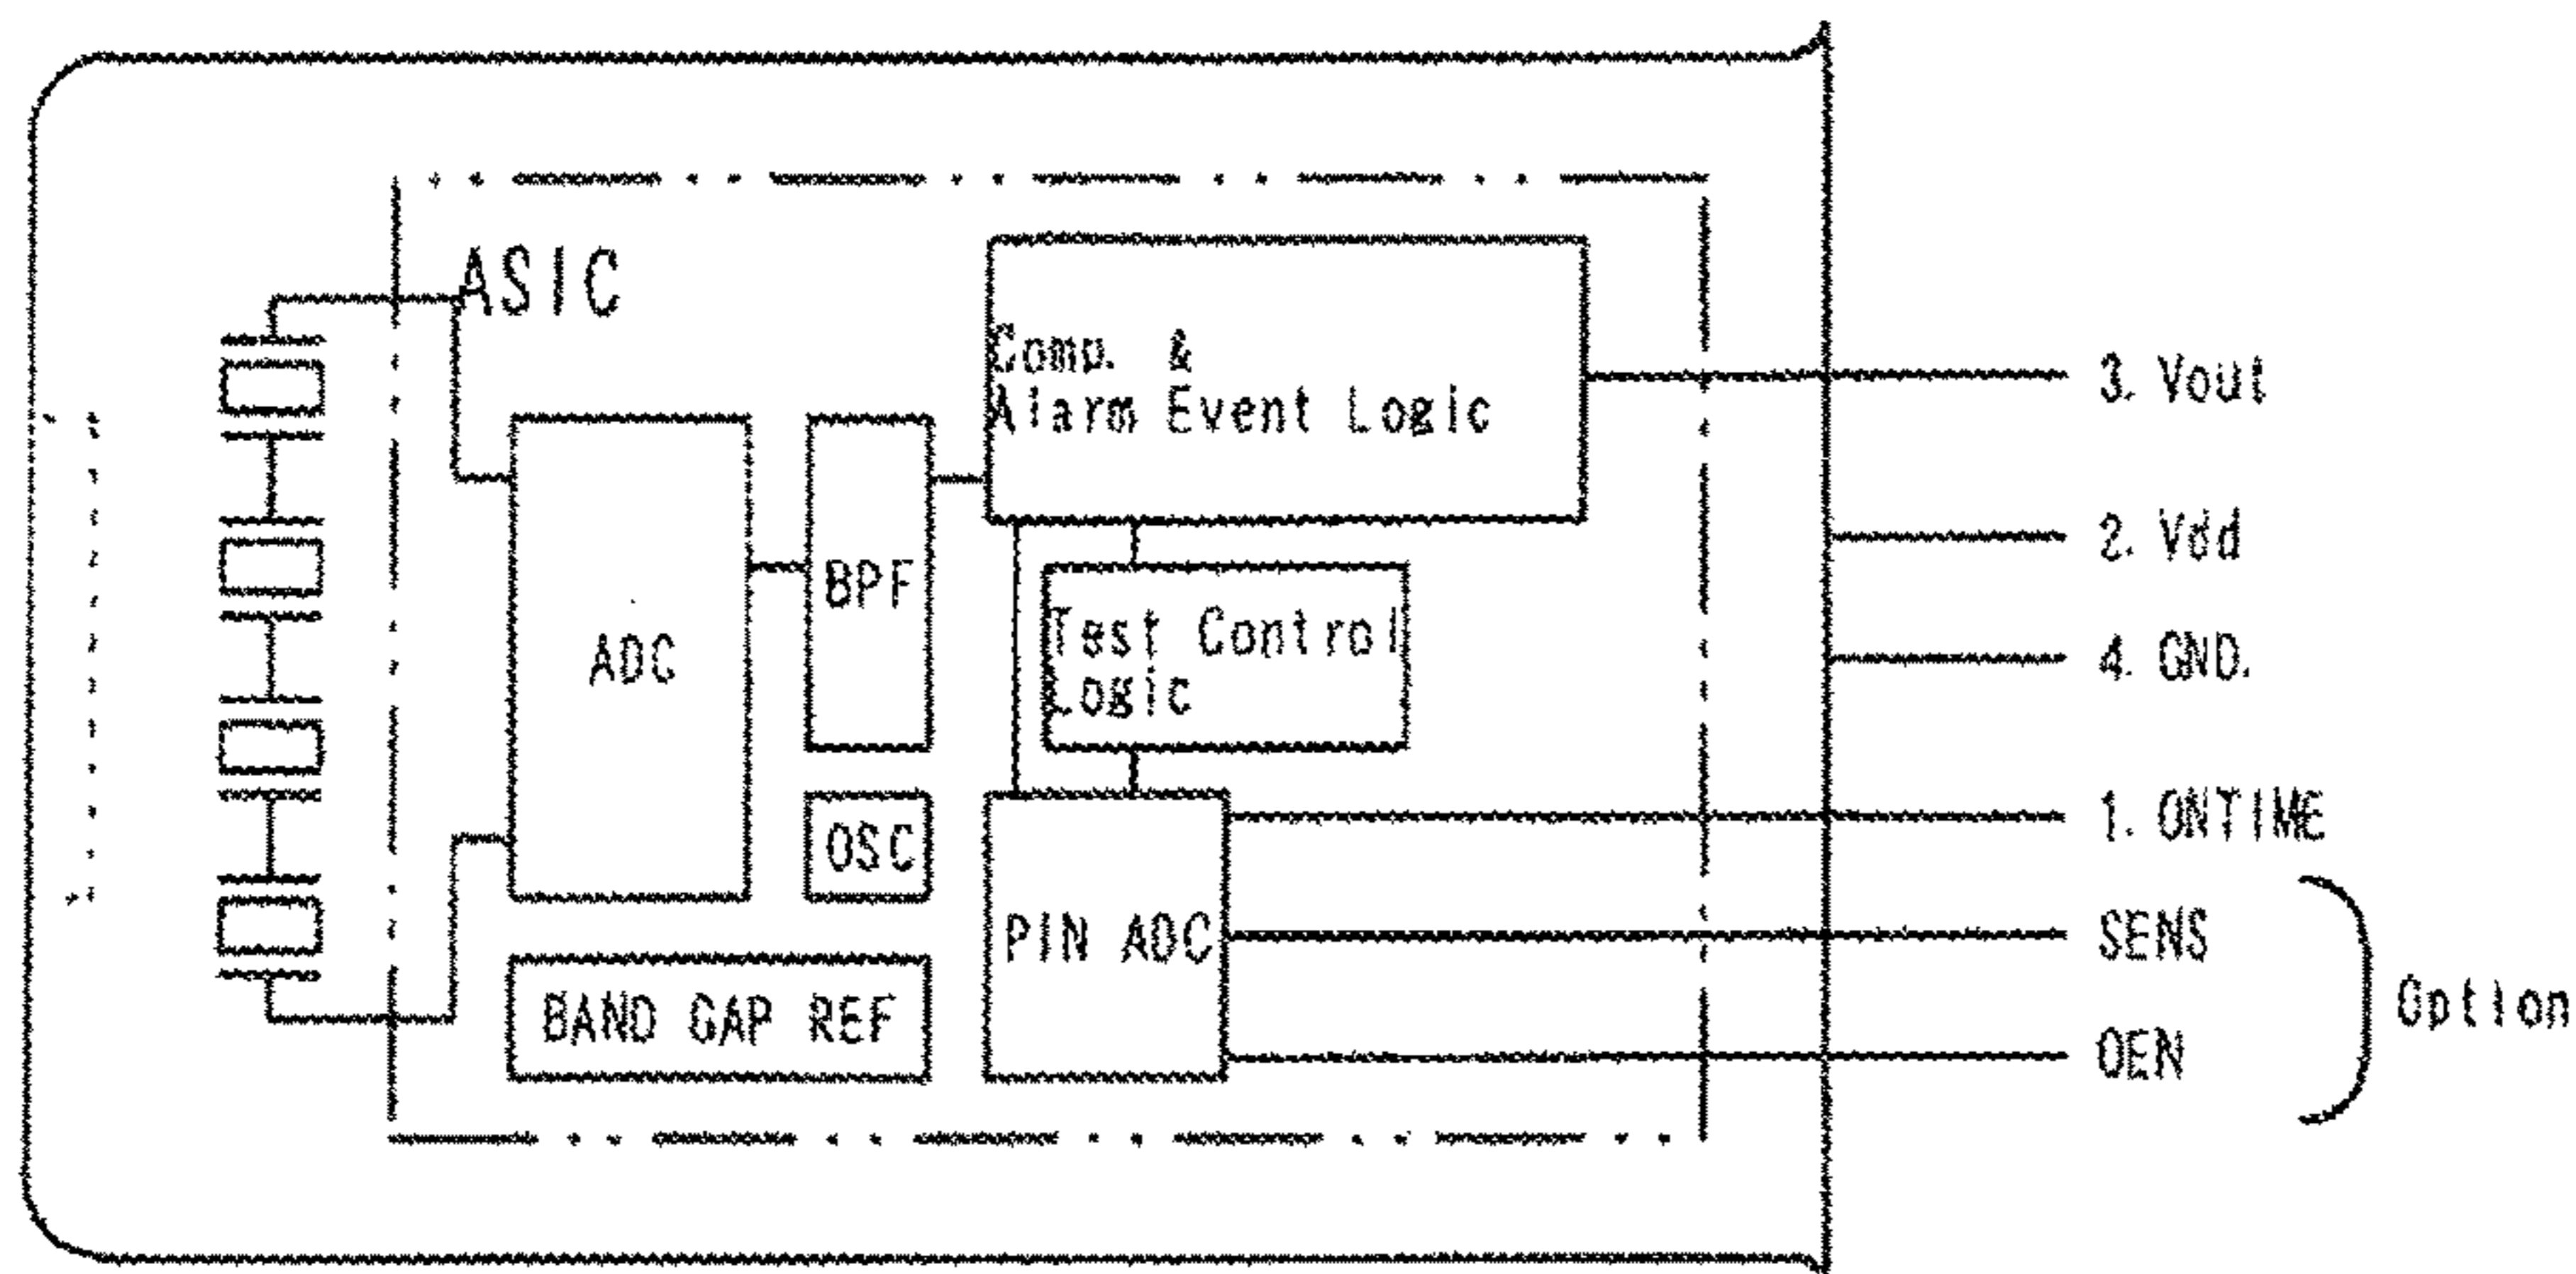 ASIC
Comp. &
Alarm Event Logic
3. Vout
2. Vdd
BPF
Test Control
Logic
ADC
4. GND.
1. ONTIME
OSC
PIN ADC
SENS
BAND GAP REF
Option
OEN